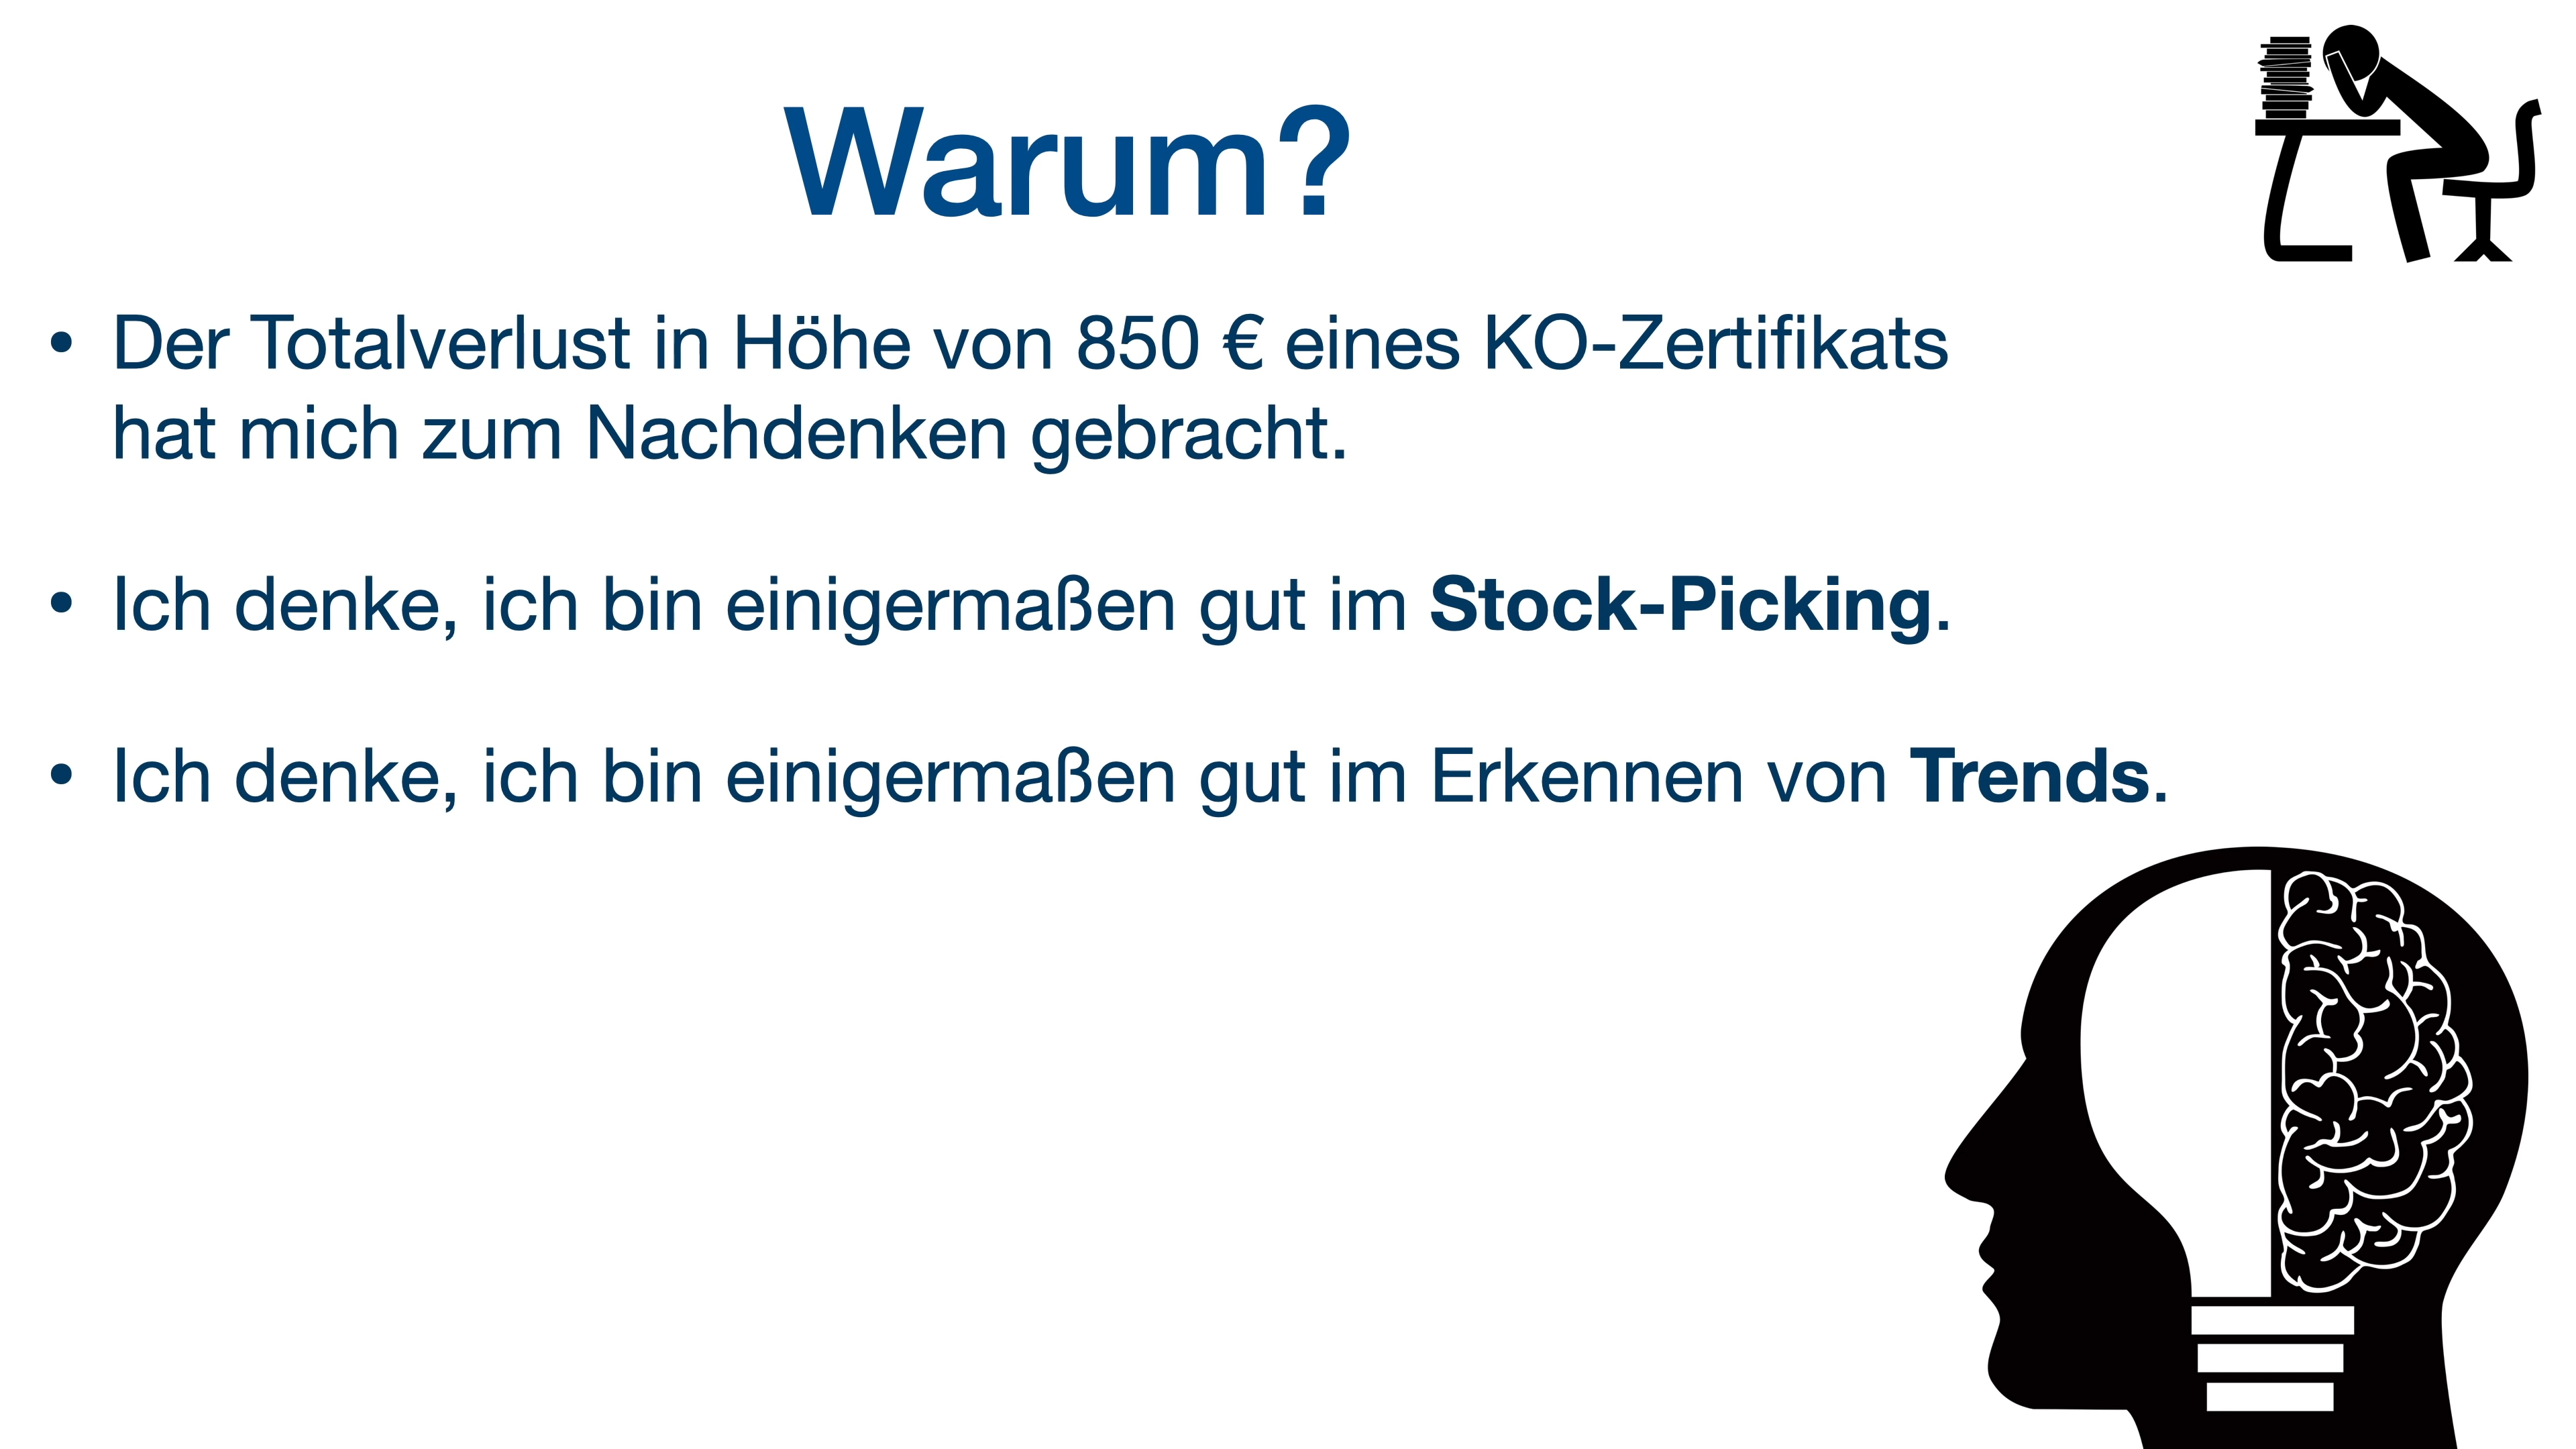 Warum?
• Der Totalverlust in Höhe von 850 € eines KO-Zertifikats
hat mich zum Nachdenken gebracht.
• Ich denke, ich bin einigermaßen gut im Stock-Picking.
• Ich denke, ich bin einigermaßen gut im Erkennen von Trends.